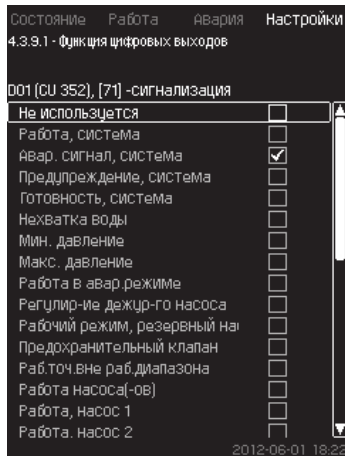 Состояние Работа Авария Настройки
4.3.9.1 - Функция цифровых выходов
DO1 (CU 352), [71] -сигнализация
Не используется
Работа, система
Авар. сигнал, система
Предупреждение, система
Готовность, система
Нехватка воды
Мин. давление
Макс. давление
Работа в авар.режиме
Регулир-ие дежур-го насоса
Рабочий режим, резервный на
Предохранительный клапан
Раб.точ.вне раб.диапазона
Работа насоса(-ов)
Работа, насос 1
Работа. насос 2
2012-06-01 18:22